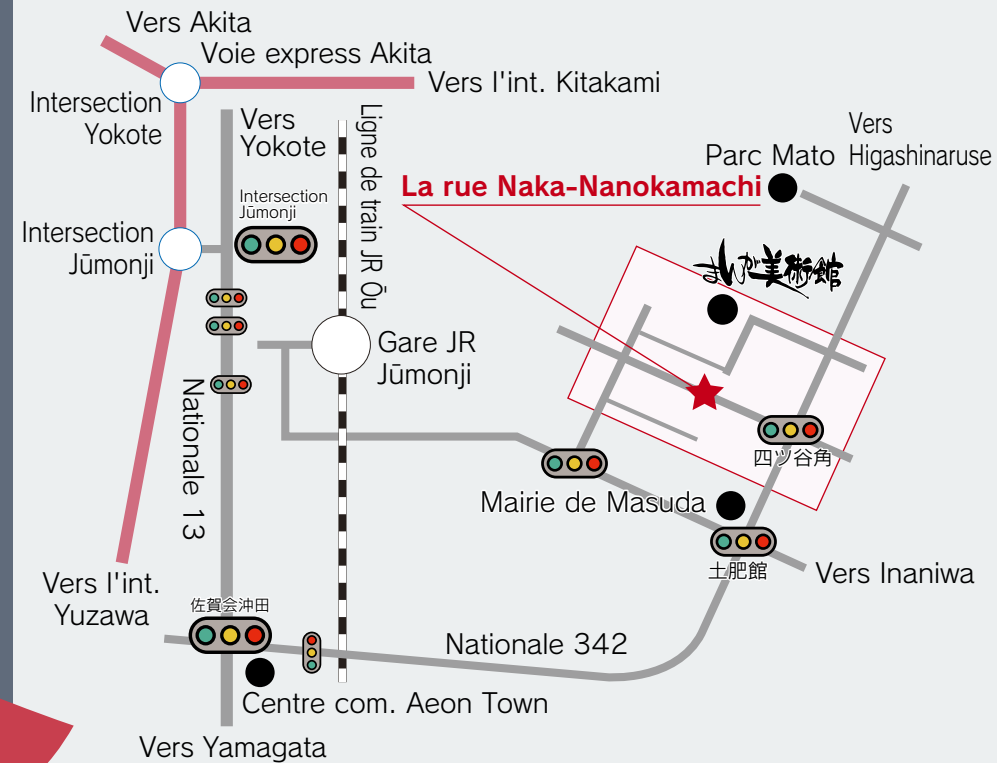 Vers Akita
Voie express Akita
Vers l'int. Kitakami
Intersection
Yokote
Vers
Yokote
Ligne de train JR Ōu
Vers
Higashinaruse
Parc Mato
La rue Naka-Nanokamachi
Intersection
Jūmonji
Intersection
Jūmonji
まんが美術館
Gare JR
Jūmonji
Nationale 13
四ツ谷角
Mairie de Masuda
土肥館
Vers Inaniwa
Vers l'int.
Yuzawa
佐賀会沖田
Nationale 342
Centre com. Aeon Town
Vers Yamagata